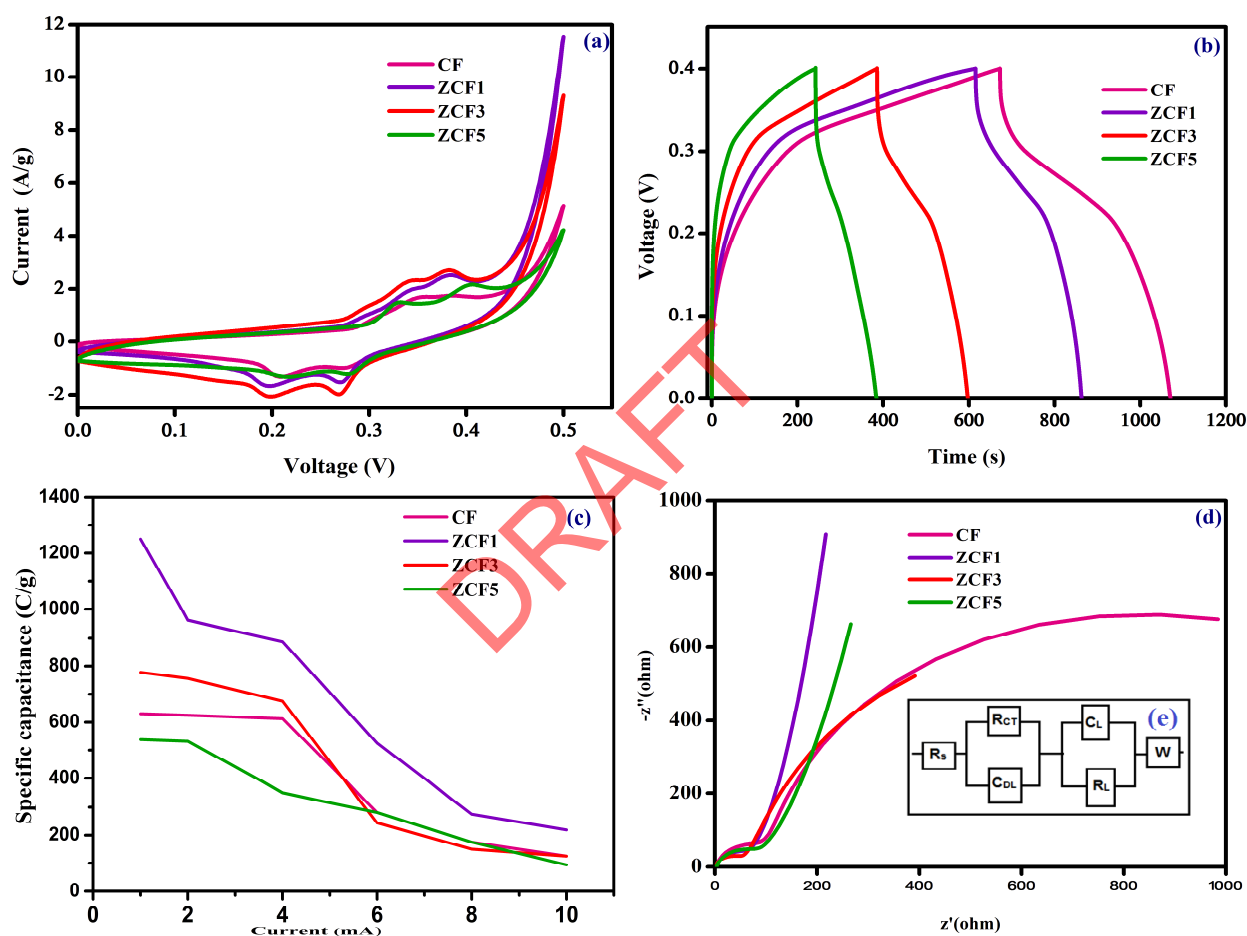 (a)
12
10
8
6
4
2
0
-2
Current (A/g)
CF
ZCF1
ZCF3
ZCF5
0.0 0.1 0.2 0.3 0.4 0.5
Voltage (V)
(b)
0.4
0.3
0.2
0.1
0.0
Voltage (V)
CF
ZCF1
ZCF3
ZCF5
0 200 400 600 800 1000 1200
Time (s)
DRAFT
(c)
1400
1200
1000
800
600
400
200
0
Specific capacitance (C/g)
CF
ZCF1
ZCF3
ZCF5
0 2 4 6 8 10
Current (mA)
(d)
1000
800
600
400
200
0
-z''(ohm)
CF
ZCF1
ZCF3
ZCF5
(e)
Rs
RCT
CDL
CL
RL
W
0 200 400 600 800 1000
z'(ohm)